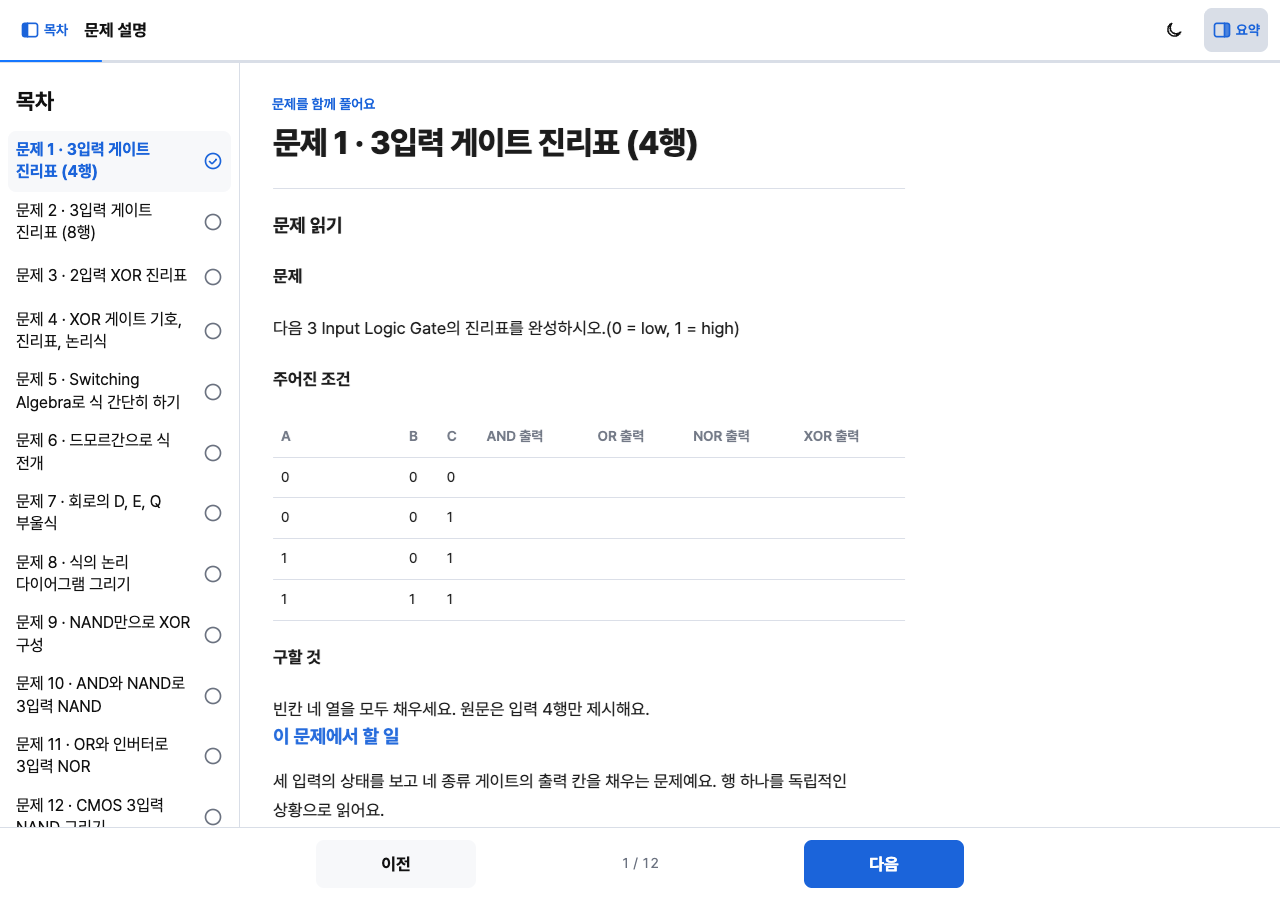 목차
문제 설명
요약
목차
문제 1 · 3입력 게이트
진리표 (4행)
문제 2 · 3입력 게이트
진리표 (8행)
문제 3 · 2입력 XOR 진리표
문제 4 · XOR 게이트 기호,
진리표, 논리식
문제 5 · Switching
Algebra로 식 간단히 하기
문제 6 · 드모르간으로 식
전개
문제 7 · 회로의 D, E, Q
부울식
문제 8 · 식의 논리
다이어그램 그리기
문제 9 · NAND만으로 XOR
구성
문제 10 · AND와 NAND로
3입력 NAND
문제 11 · OR와 인버터로
3입력 NOR
문제 12 · CMOS 3입력
NAND 그리기
문제를 함께 풀어요
문제 1 · 3입력 게이트 진리표 (4행)
문제 읽기
문제
다음 3 Input Logic Gate의 진리표를 완성하시오.(0 = low, 1 = high)
주어진 조건
A B C AND 출력 OR 출력 NOR 출력 XOR 출력
0 0 0
0 0 1
1 0 1
1 1 1
구할 것
빈칸 네 열을 모두 채우세요. 원문은 입력 4행만 제시해요.
이 문제에서 할 일
세 입력의 상태를 보고 네 종류 게이트의 출력 칸을 채우는 문제예요. 행 하나를 독립적인
상황으로 읽어요.
이전
1 / 12
다음